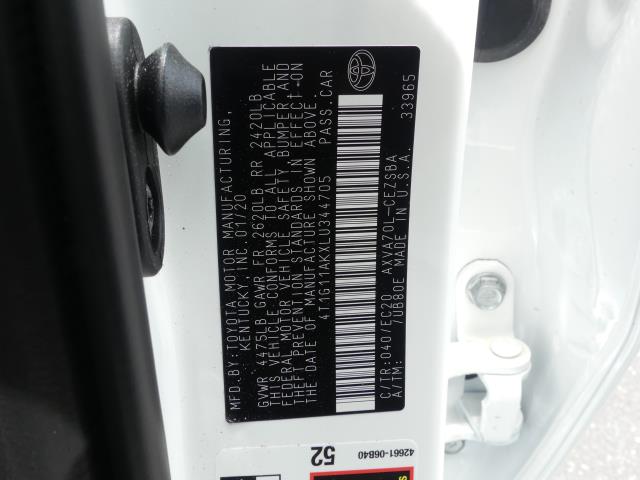 MFD.BY:TOYOTA MOTOR MANUFACTURING,
KENTUCKY, INC. 01/20
GVWR 4475LB GAWR FR 2620LB RR 2420LB
THIS VEHICLE CONFORMS TO ALL APPLICABLE
FEDERAL MOTOR VEHICLE SAFETY, BUMPER AND
THEFT PREVENTION STANDARDS IN EFFECT ON
THE DATE OF MANUFACTURE SHOWN ABOVE.
4T1G11AKXLU344705 PASS.CAR
C/TR:040/EC20 AXVA70L-CEZSBA
A/TM: 7UB80E MADE IN U.S.A. 33965
52
42661-06B40